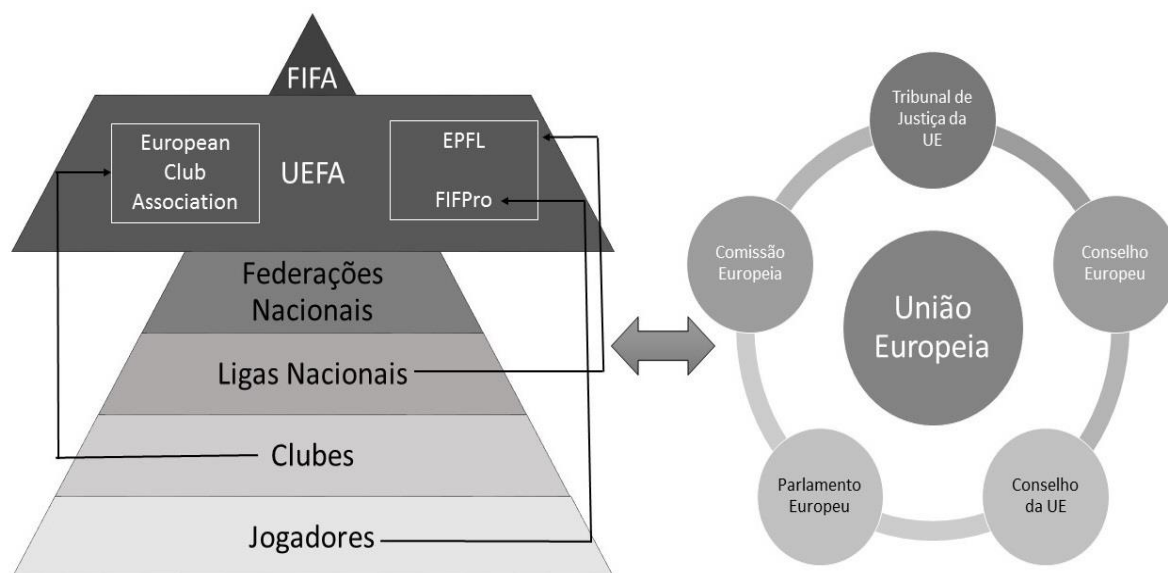 FIFA
European
Club
Association
UEFA
EPFL
FIFPro
Federações
Nacionais
Ligas Nacionais
Clubes
Jogadores
Tribunal de
Justiça da
UE
Comissão
Europeia
Conselho
Europeu
União
Europeia
Parlamento
Europeu
Conselho
da UE